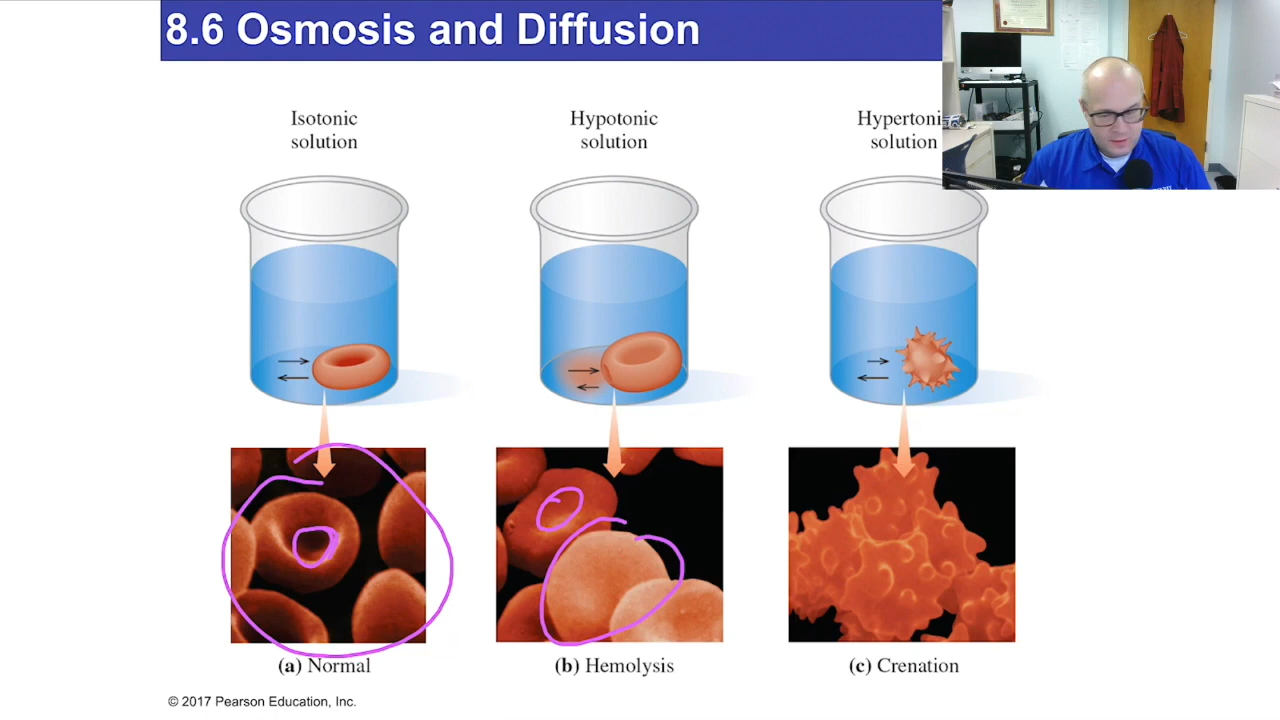 8.6 Osmosis and Diffusion
Isotonic
solution
Hypotonic
solution
Hypertoni
solution
(a) Normal
(b) Hemolysis
(c) Crenation
© 2017 Pearson Education, Inc.